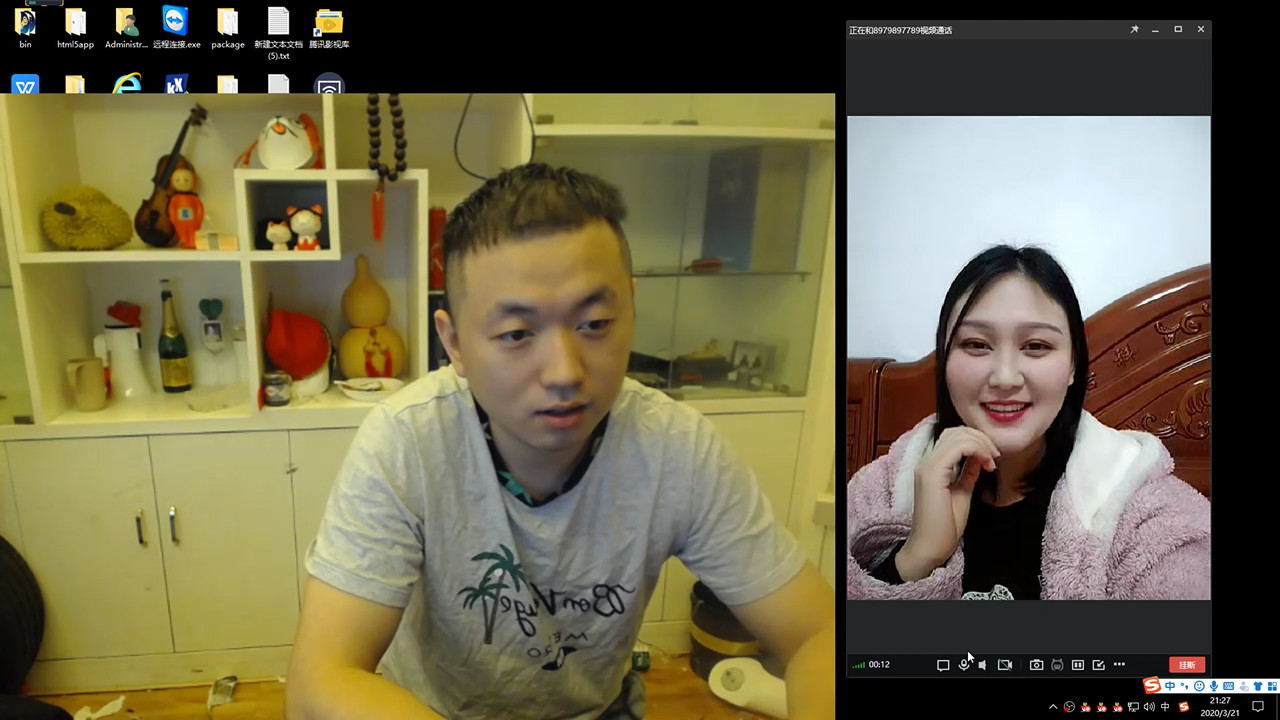 bin
html5app
Administr...
远程连接.exe
package
新建文本文档
(5).txt
腾讯影视库
正在和8979897789视频通话
Bon V
00:12
挂断
中
中
21:27
2020/3/21